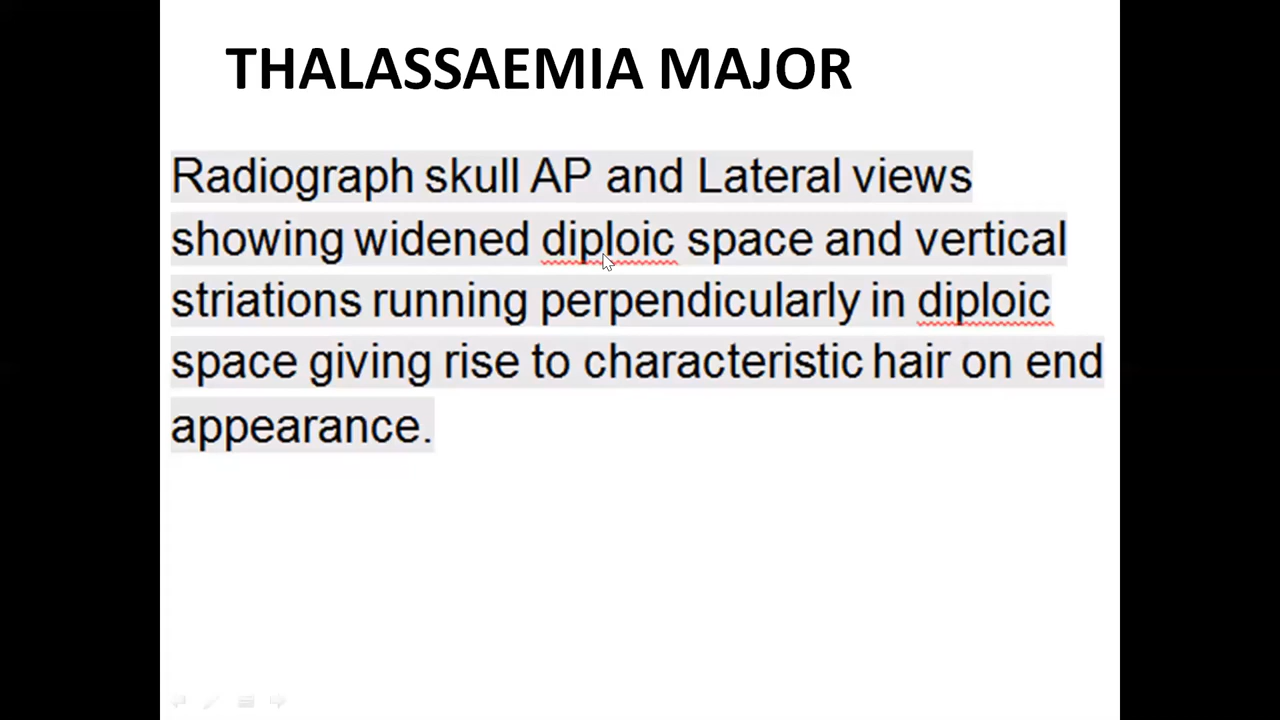 THALASSAEMIA MAJOR
Radiograph skull AP and Lateral views
showing widened diploic space and vertical
striations running perpendicularly in diploic
space giving rise to characteristic hair on end
appearance.